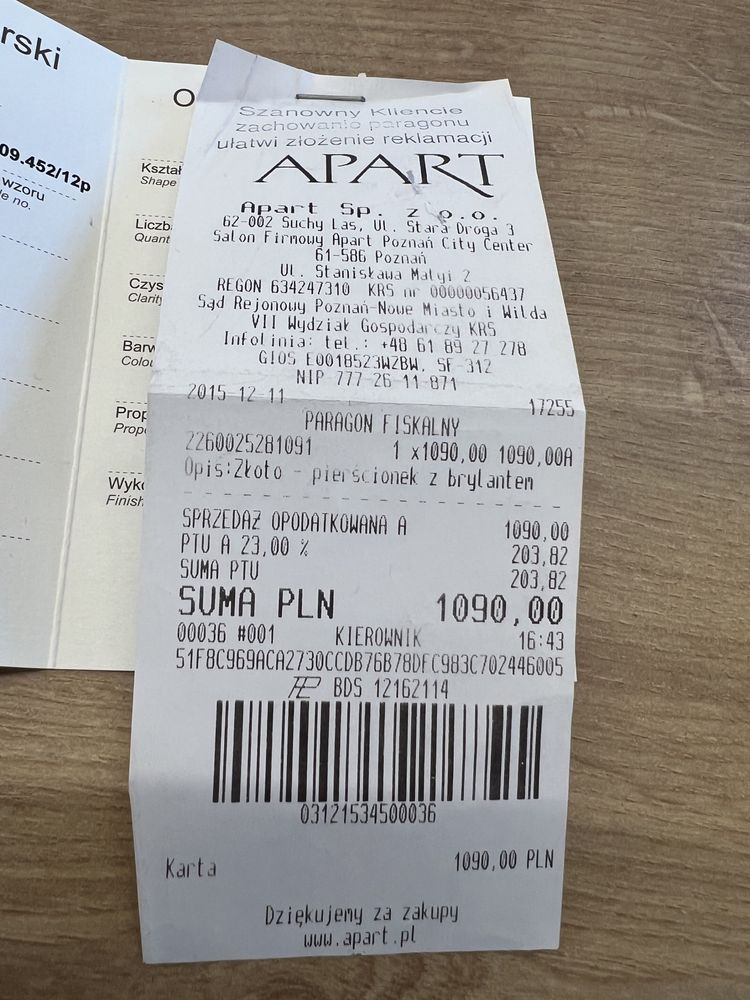 rski
09.452/12p
wzoru
le no.
O
Kształ
Shape
Liczb
Quant
Czys
Clarity
Barw
Colou
Prop
Prope
Wyko
Finish
Szanowny Kliencie
zachowanie paragonu
ułatwi złożenie reklamacji
APART
Apart Sp. z o.o.
62-002 Suchy Las, Ul. Stara Droga 3
Salon Firmowy Apart Poznań City Center
61-586 Poznań
Ul. Stanisława Matyi 2
REGON 634247310 KRS nr 00000056437
Sąd Rejonowy Poznań-Nowe Miasto i Wilda
VII Wydział Gospodarczy KRS
Infolinia: tel.: +48 61 89 27 278
GIOŚ E0018523WZBW, SF-312
NIP 777-26-11-871
2015-12-11 17255
PARAGON FISKALNY
2260025281091 1 x1090,00 1090,00A
Opis:Złoto - pierścionek z brylantem
SPRZEDAŻ OPODATKOWANA A 1090,00
PTU A 23,00 % 203,82
SUMA PTU 203,82
SUMA PLN 1090,00
00036 #001 KIEROWNIK 16:43
51F8C969ACA2730CCDB76B78DFC983C702446005
BDS 12162114
03121534500036
Karta 1090,00 PLN
Dziękujemy za zakupy
www.apart.pl